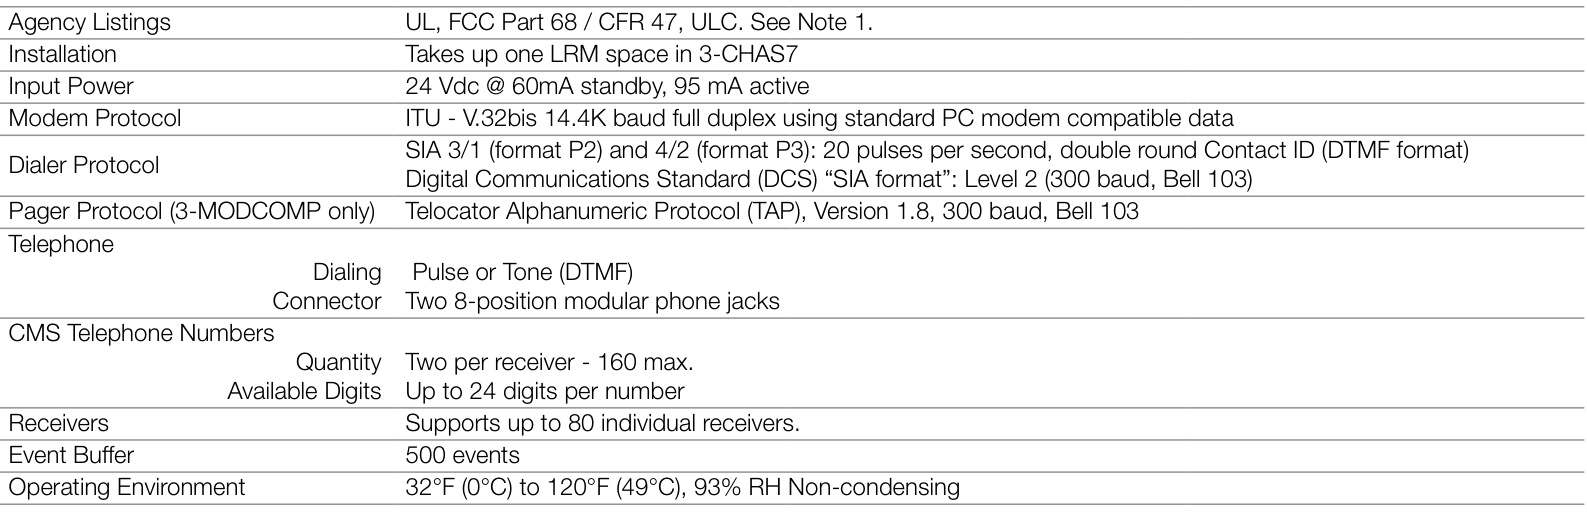 Agency Listings UL, FCC Part 68 / CFR 47, ULC. See Note 1.
Installation Takes up one LRM space in 3-CHAS7
Input Power 24 Vdc @ 60mA standby, 95 mA active
Modem Protocol ITU - V.32bis 14.4K baud full duplex using standard PC modem compatible data
Dialer Protocol SIA 3/1 (format P2) and 4/2 (format P3): 20 pulses per second, double round Contact ID (DTMF format)
Digital Communications Standard (DCS) “SIA format”: Level 2 (300 baud, Bell 103)
Pager Protocol (3-MODCOMP only) Telocator Alphanumeric Protocol (TAP), Version 1.8, 300 baud, Bell 103
Telephone
Dialing Pulse or Tone (DTMF)
Connector Two 8-position modular phone jacks
CMS Telephone Numbers
Quantity Two per receiver - 160 max.
Available Digits Up to 24 digits per number
Receivers Supports up to 80 individual receivers.
Event Buffer 500 events
Operating Environment 32°F (0°C) to 120°F (49°C), 93% RH Non-condensing